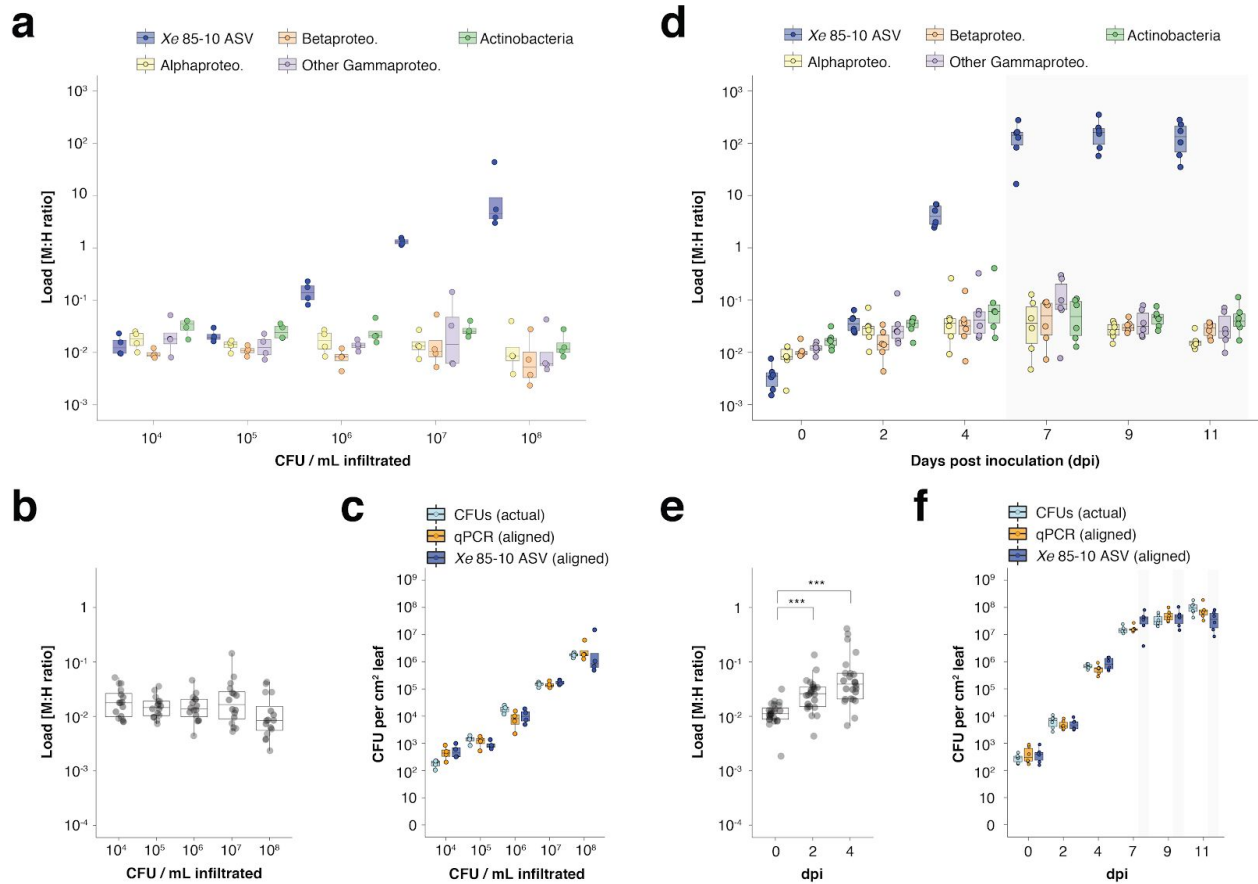 a
Xe 85-10 ASV
Betaproteo.
Actinobacteria
Alphaproteo.
Other Gammaproteo.
Load [M:H ratio]
10³
10²
10
1
10⁻¹
10⁻²
10⁻³
10⁴ 10⁵ 10⁶ 10⁷ 10⁸
CFU / mL infiltrated
d
Xe 85-10 ASV
Betaproteo.
Actinobacteria
Alphaproteo.
Other Gammaproteo.
Load [M:H ratio]
10³
10²
10
1
10⁻¹
10⁻²
10⁻³
0 2 4 7 9 11
Days post inoculation (dpi)
b
Load [M:H ratio]
1
10⁻¹
10⁻²
10⁻³
10⁻⁴
10⁴ 10⁵ 10⁶ 10⁷ 10⁸
CFU / mL infiltrated
c
CFUs (actual)
qPCR (aligned)
Xe 85-10 ASV (aligned)
CFU per cm² leaf
10⁹
10⁸
10⁷
10⁶
10⁵
10⁴
10³
10²
10
0
10⁴ 10⁵ 10⁶ 10⁷ 10⁸
CFU / mL infiltrated
e
***
***
Load [M:H ratio]
1
10⁻¹
10⁻²
10⁻³
10⁻⁴
0 2 4
dpi
f
CFUs (actual)
qPCR (aligned)
Xe 85-10 ASV (aligned)
CFU per cm² leaf
10⁹
10⁸
10⁷
10⁶
10⁵
10⁴
10³
10²
10
0
0 2 4 7 9 11
dpi